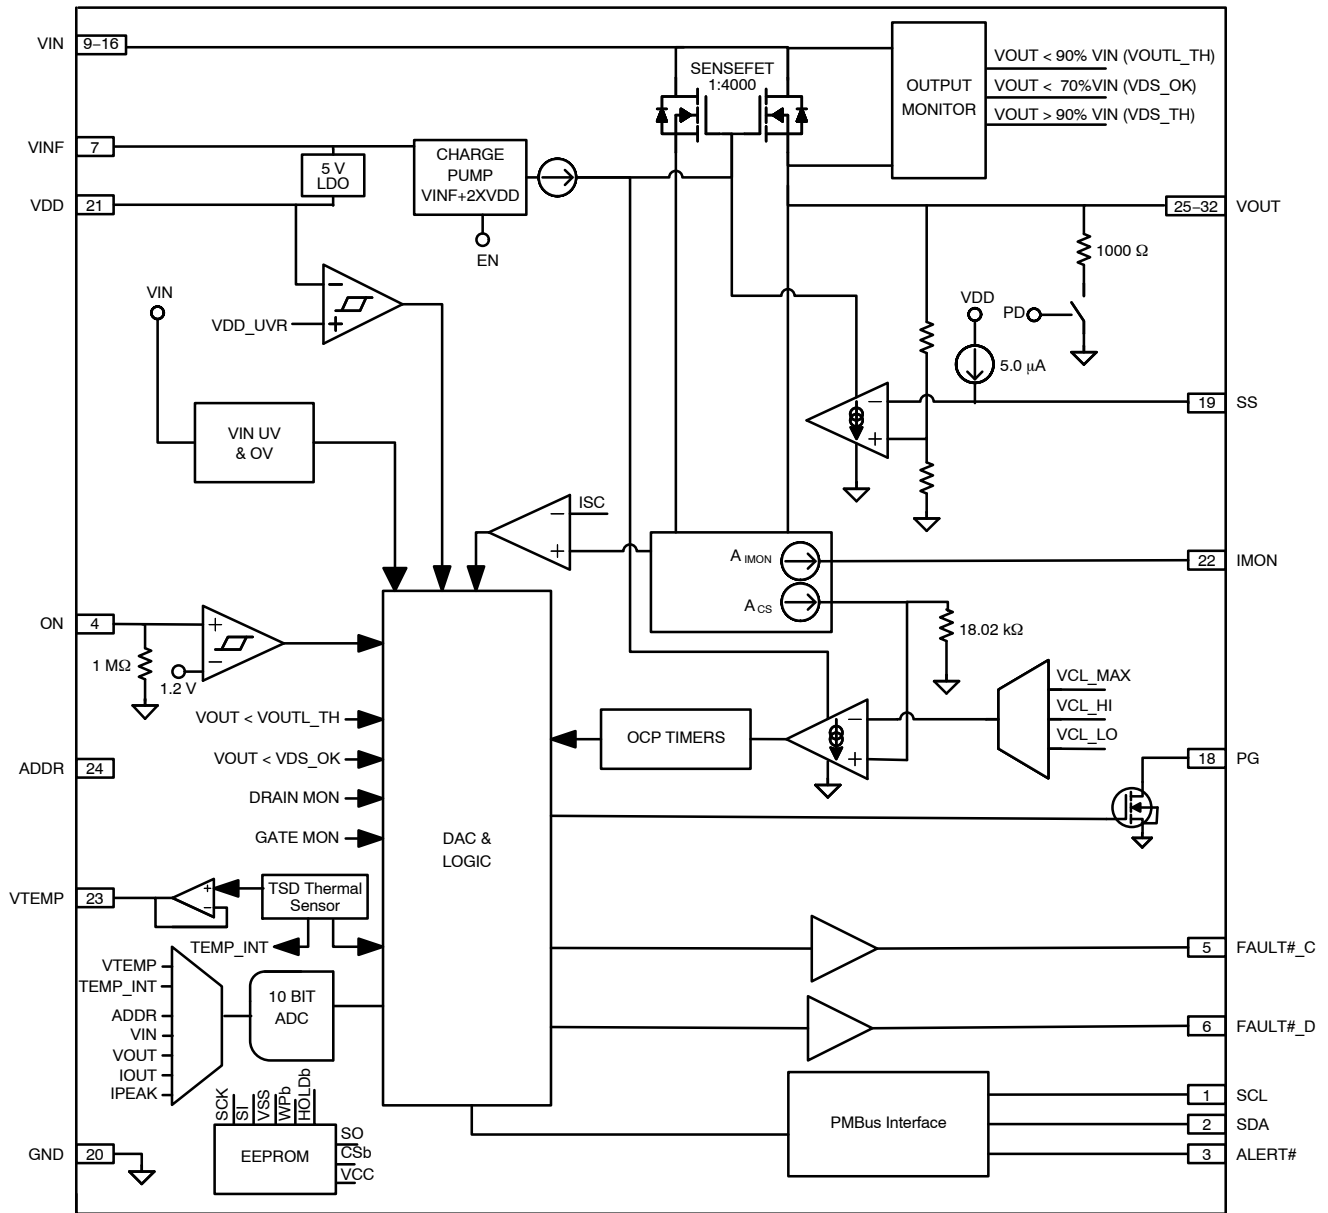 VIN
9–16
SENSEFET
1:4000
OUTPUT
MONITOR
VOUT < 90% VIN (VOUTL_TH)
VOUT < 70%VIN (VDS_OK)
VOUT > 90% VIN (VDS_TH)
VINF
7
5 V
LDO
CHARGE
PUMP
VINF+2XVDD
VDD
21
EN
25–32
VOUT
1000 Ω
VIN
VDD_UVR
−
+
VDD
PD
5.0 µA
19
SS
−
+
VIN UV
& OV
ISC
−
+
A IMON
22
IMON
A CS
18.02 kΩ
ON
4
+
−
1 MΩ
1.2 V
VCL_MAX
VCL_HI
VCL_LO
VOUT < VOUTL_TH
OCP TIMERS
−
+
VOUT < VDS_OK
18
PG
ADDR
24
DRAIN MON
GATE MON
DAC &
LOGIC
VTEMP
23
+
−
TSD Thermal
Sensor
TEMP_INT
5
FAULT#_C
VTEMP
TEMP_INT
ADDR
VIN
VOUT
IOUT
IPEAK
10 BIT
ADC
6
FAULT#_D
SCK
SI
VSS
WPb
HOLDb
EEPROM
SO
CSb
VCC
PMBus Interface
1
SCL
2
SDA
3
ALERT#
GND
20